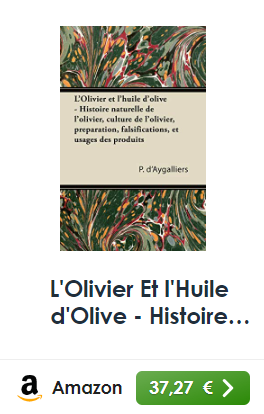 L'Olivier et l'huile d'olive
- Histoire naturelle de
l'olivier, culture de l'olivier,
preparation, falsifications, et
usages des produits
P. d'Aygalliers
L'Olivier Et l'Huile
d'Olive - Histoire…
a Amazon 37,27 €